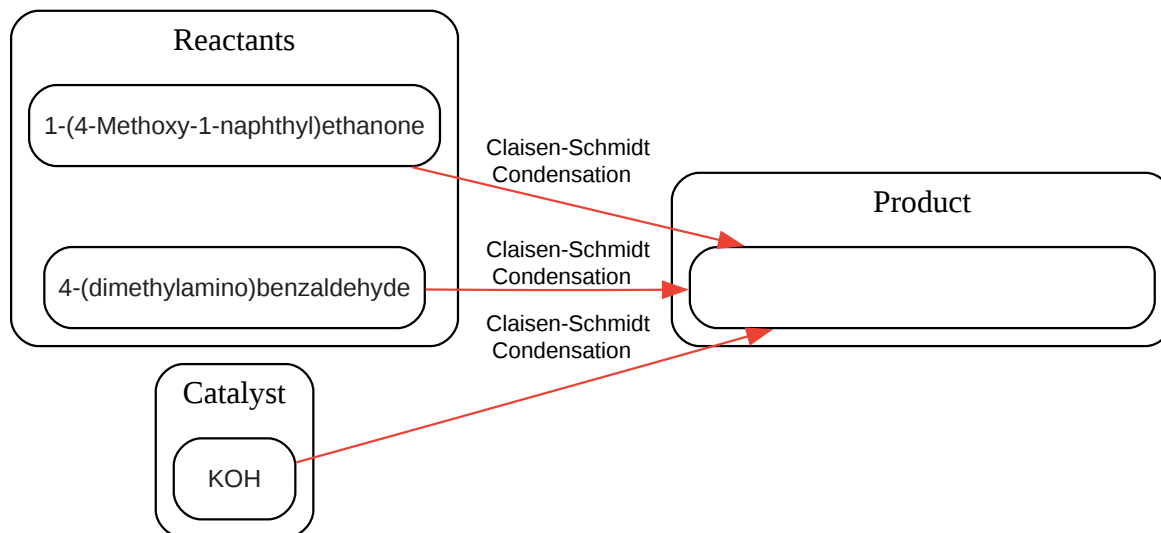 Reactants
1-(4-Methoxy-1-naphthyl)ethanone
4-(dimethylamino)benzaldehyde
Catalyst
KOH
Claisen-Schmidt
Condensation
Claisen-Schmidt
Condensation
Claisen-Schmidt
Condensation
Product